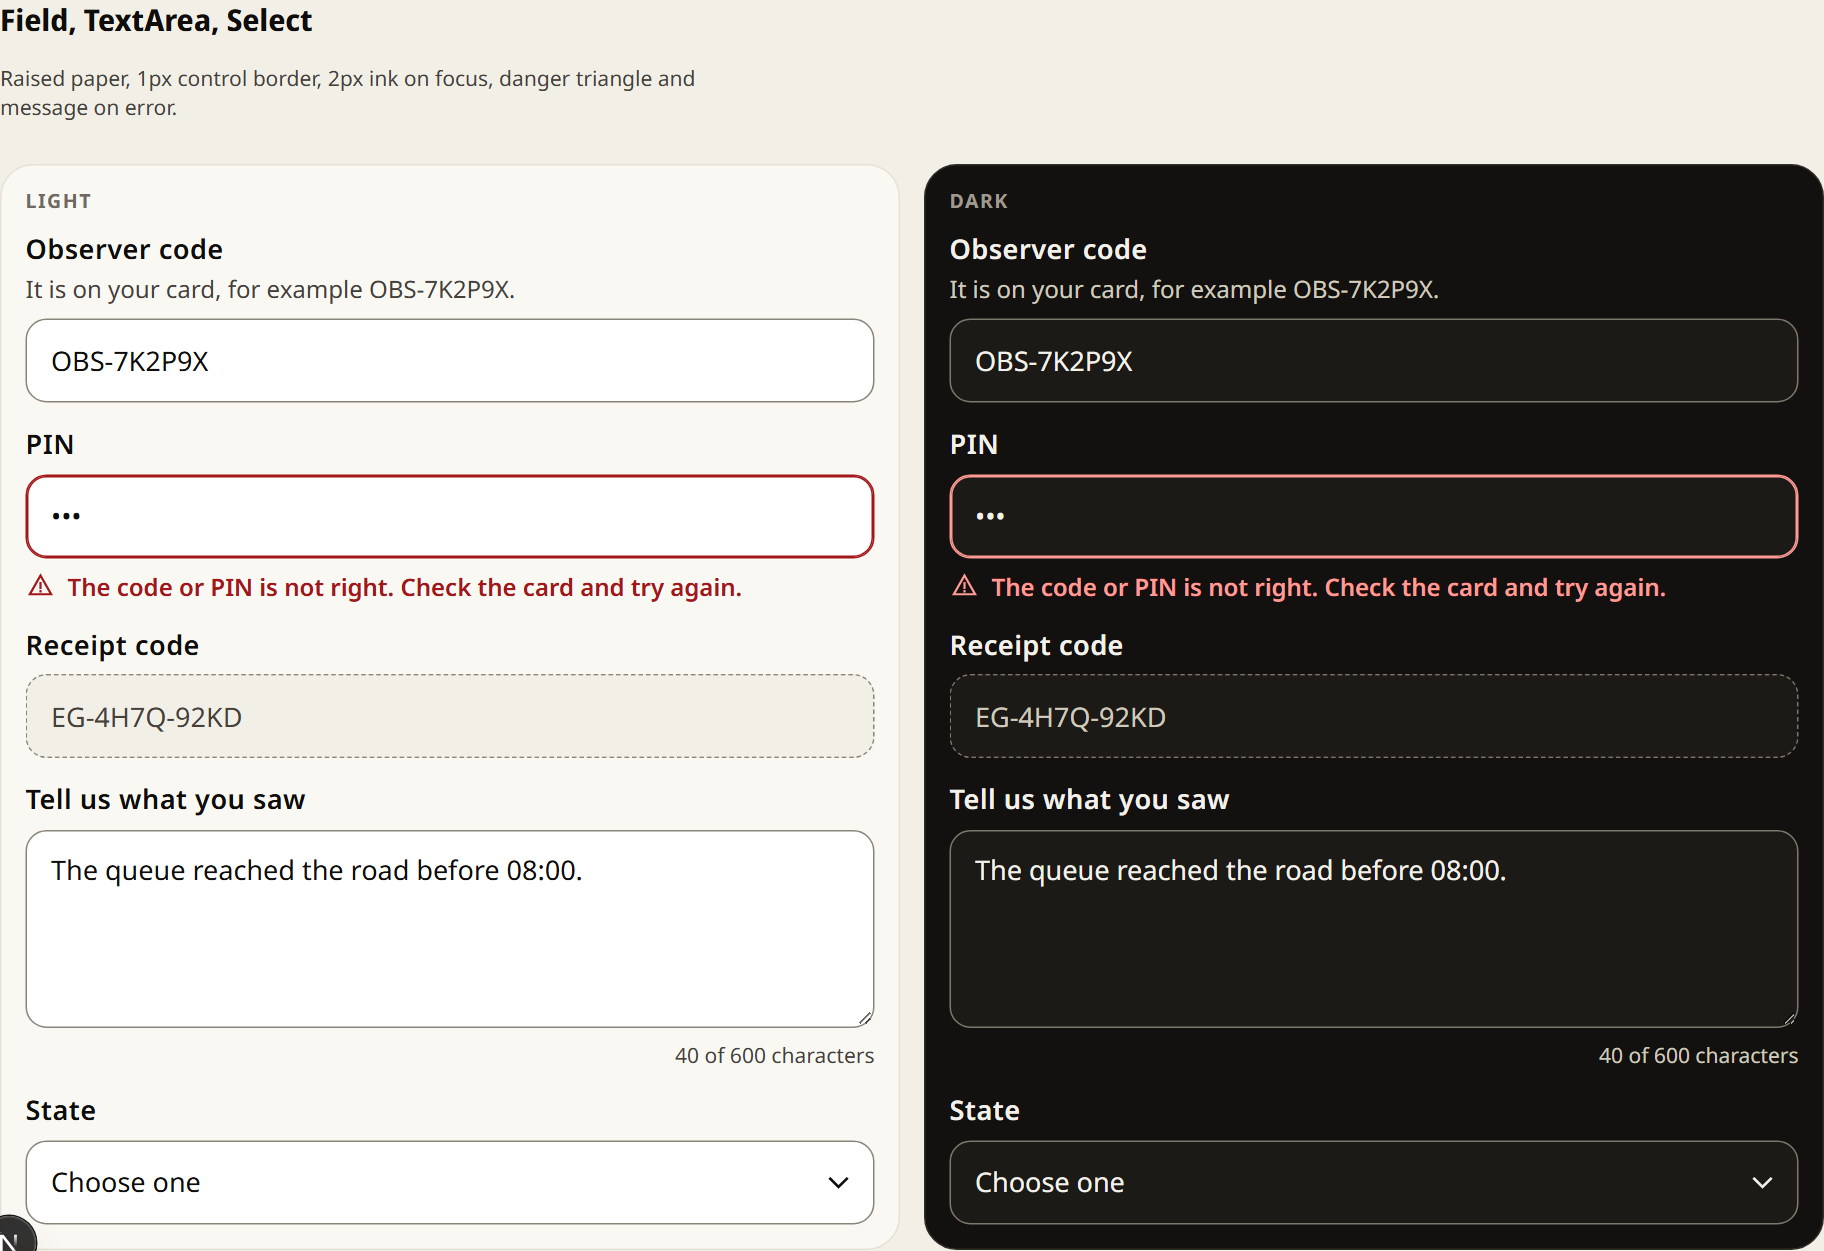 Field, TextArea, Select
Raised paper, 1px control border, 2px ink on focus, danger triangle and
message on error.
LIGHT
Observer code
It is on your card, for example OBS-7K2P9X.
OBS-7K2P9X
PIN
•••
The code or PIN is not right. Check the card and try again.
Receipt code
EG-4H7Q-92KD
Tell us what you saw
The queue reached the road before 08:00.
40 of 600 characters
State
Choose one
DARK
Observer code
It is on your card, for example OBS-7K2P9X.
OBS-7K2P9X
PIN
•••
The code or PIN is not right. Check the card and try again.
Receipt code
EG-4H7Q-92KD
Tell us what you saw
The queue reached the road before 08:00.
40 of 600 characters
State
Choose one
N